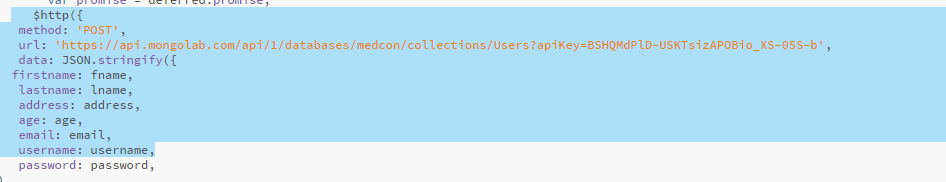 var promise = deferred.promise;
$http({
method: 'POST',
url: 'https://api.mongolab.com/api/1/databases/medcon/collections/Users?apiKey=BSHQMdPlD-USKTsizAPOBio_XS-05S-b',
data: JSON.stringify({
firstname: fname,
lastname: lname,
address: address,
age: age,
email: email,
username: username,
password: password,